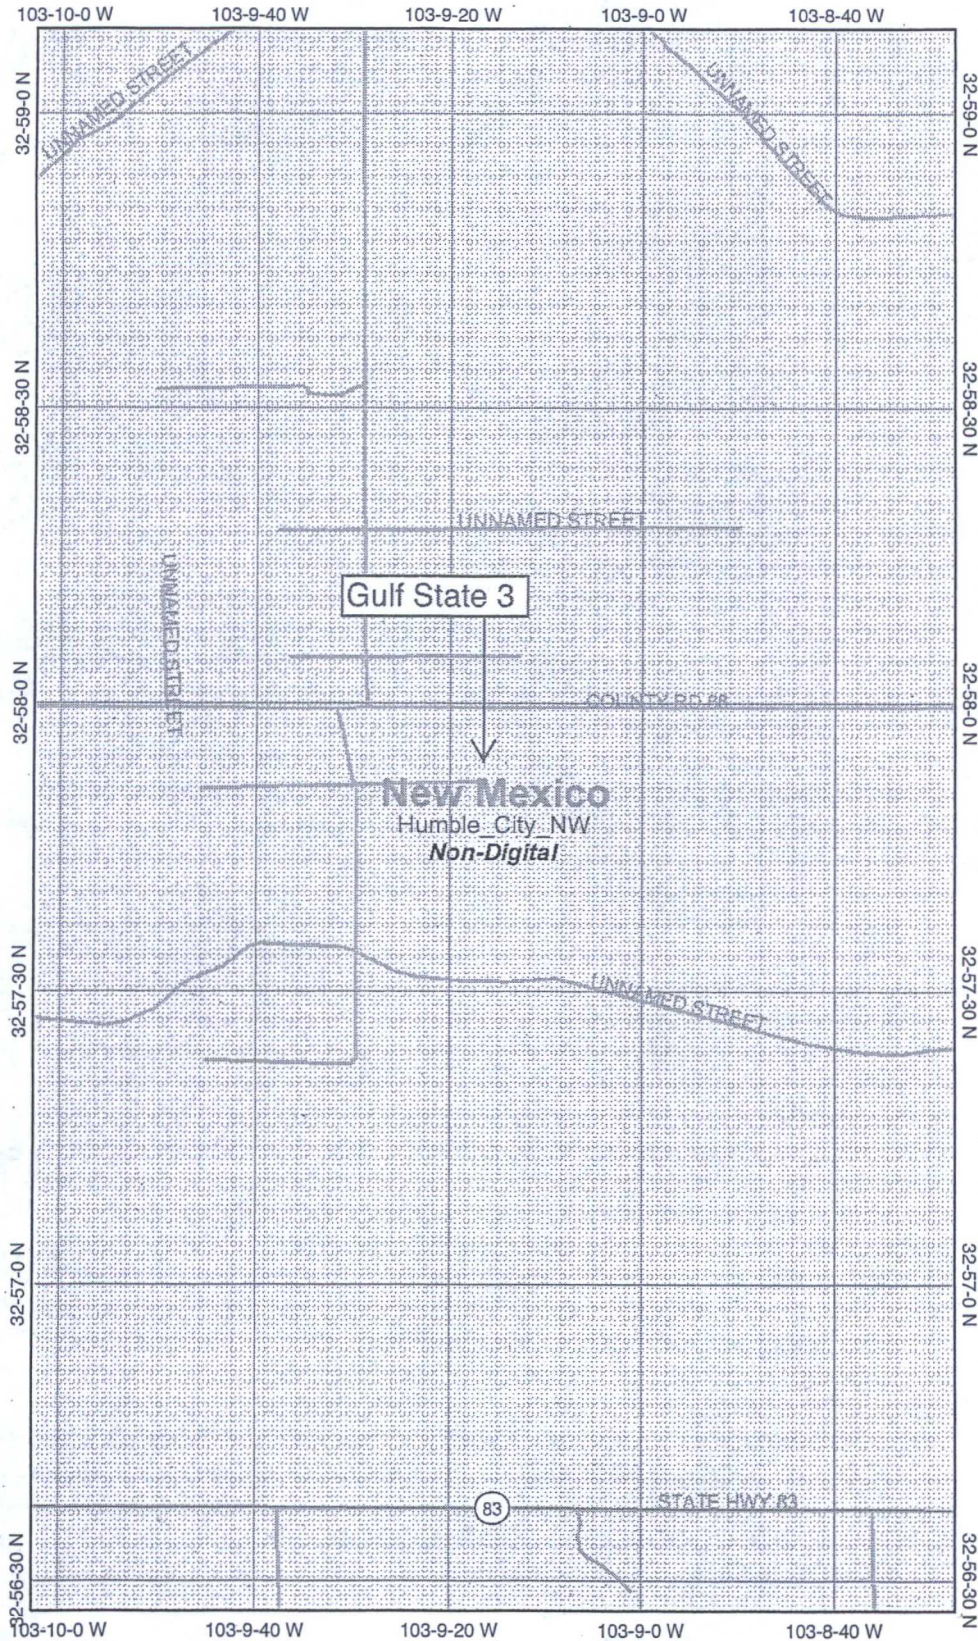 103-10-0 W 103-9-40 W 103-9-20 W 103-9-0 W 103-8-40 W
UNNAMED STREET
UNNAMED STREET
32-59-0 N
32-59-0 N
32-58-30 N
32-58-30 N
UNNAMED STREET
UNNAMED STREET
Gulf State 3
32-58-0 N
COUNTY RD 88
32-58-0 N
New Mexico
Humble_City_NW
Non-Digital
32-57-30 N
UNNAMED STREET
32-57-30 N
32-57-0 N
32-57-0 N
83
STATE HWY 83
32-56-30 N
32-56-30 N
103-10-0 W 103-9-40 W 103-9-20 W 103-9-0 W 103-8-40 W